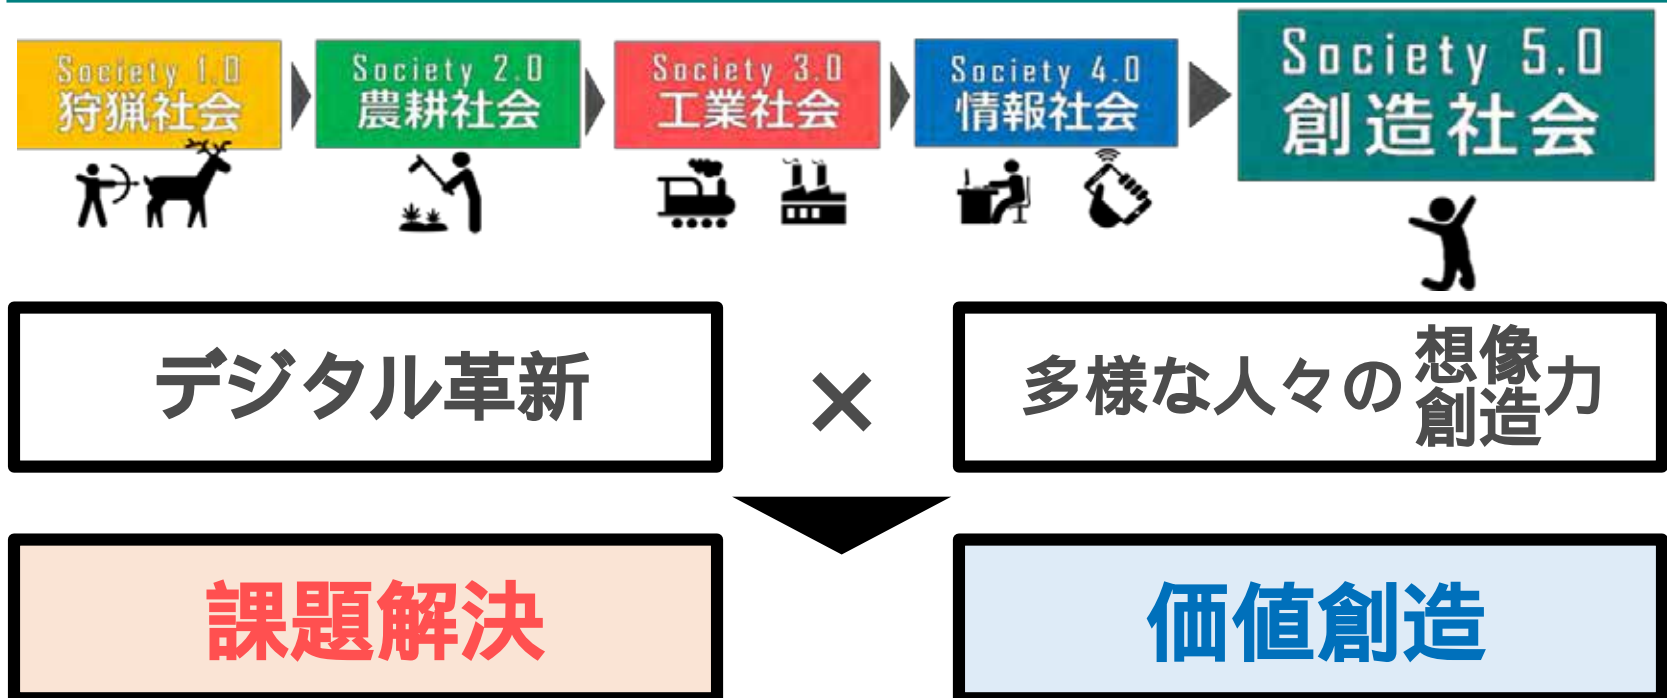 Society 1.0
狩猟社会
Society 2.0
農耕社会
Society 3.0
工業社会
Society 4.0
情報社会
Society 5.0
創造社会
デジタル革新
×
多様な人々の想像力
創造
課題解決
価値創造